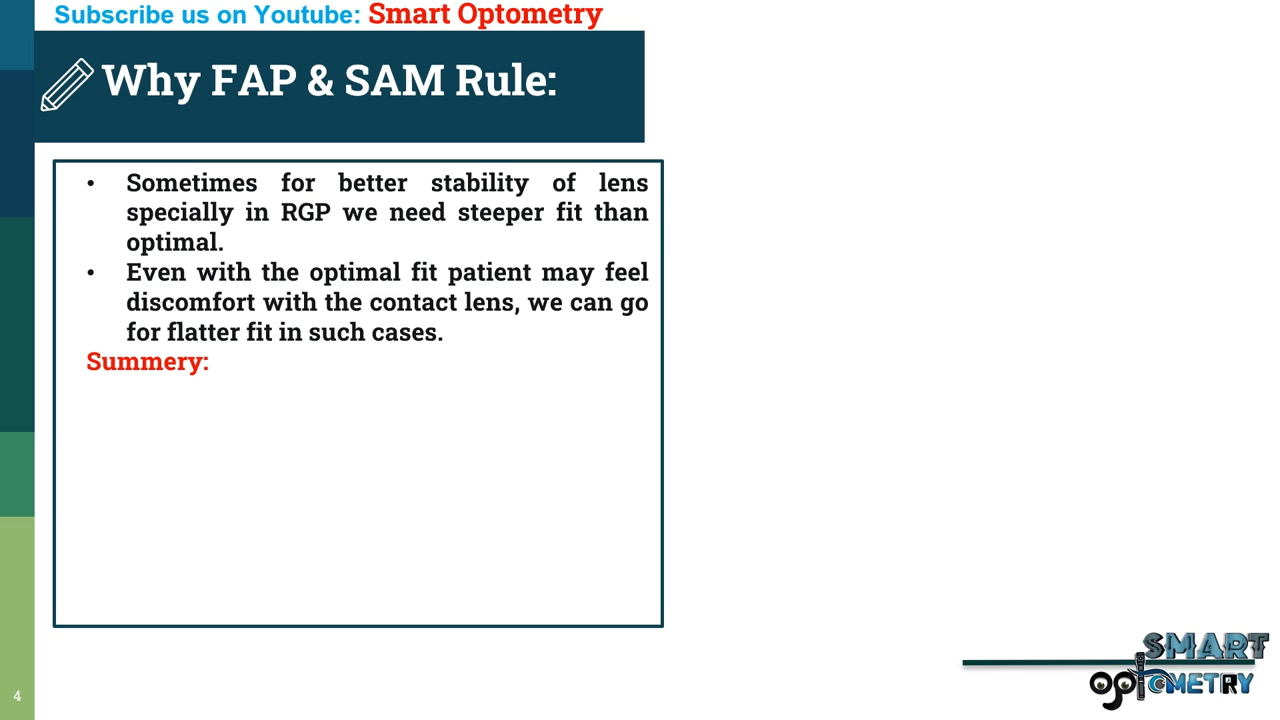 Subscribe us on Youtube: Smart Optometry
Why FAP & SAM Rule:
• Sometimes for better stability of lens
specially in RGP we need steeper fit than
optimal.
• Even with the optimal fit patient may feel
discomfort with the contact lens, we can go
for flatter fit in such cases.
Summery:
SMART
optOMETRY
4